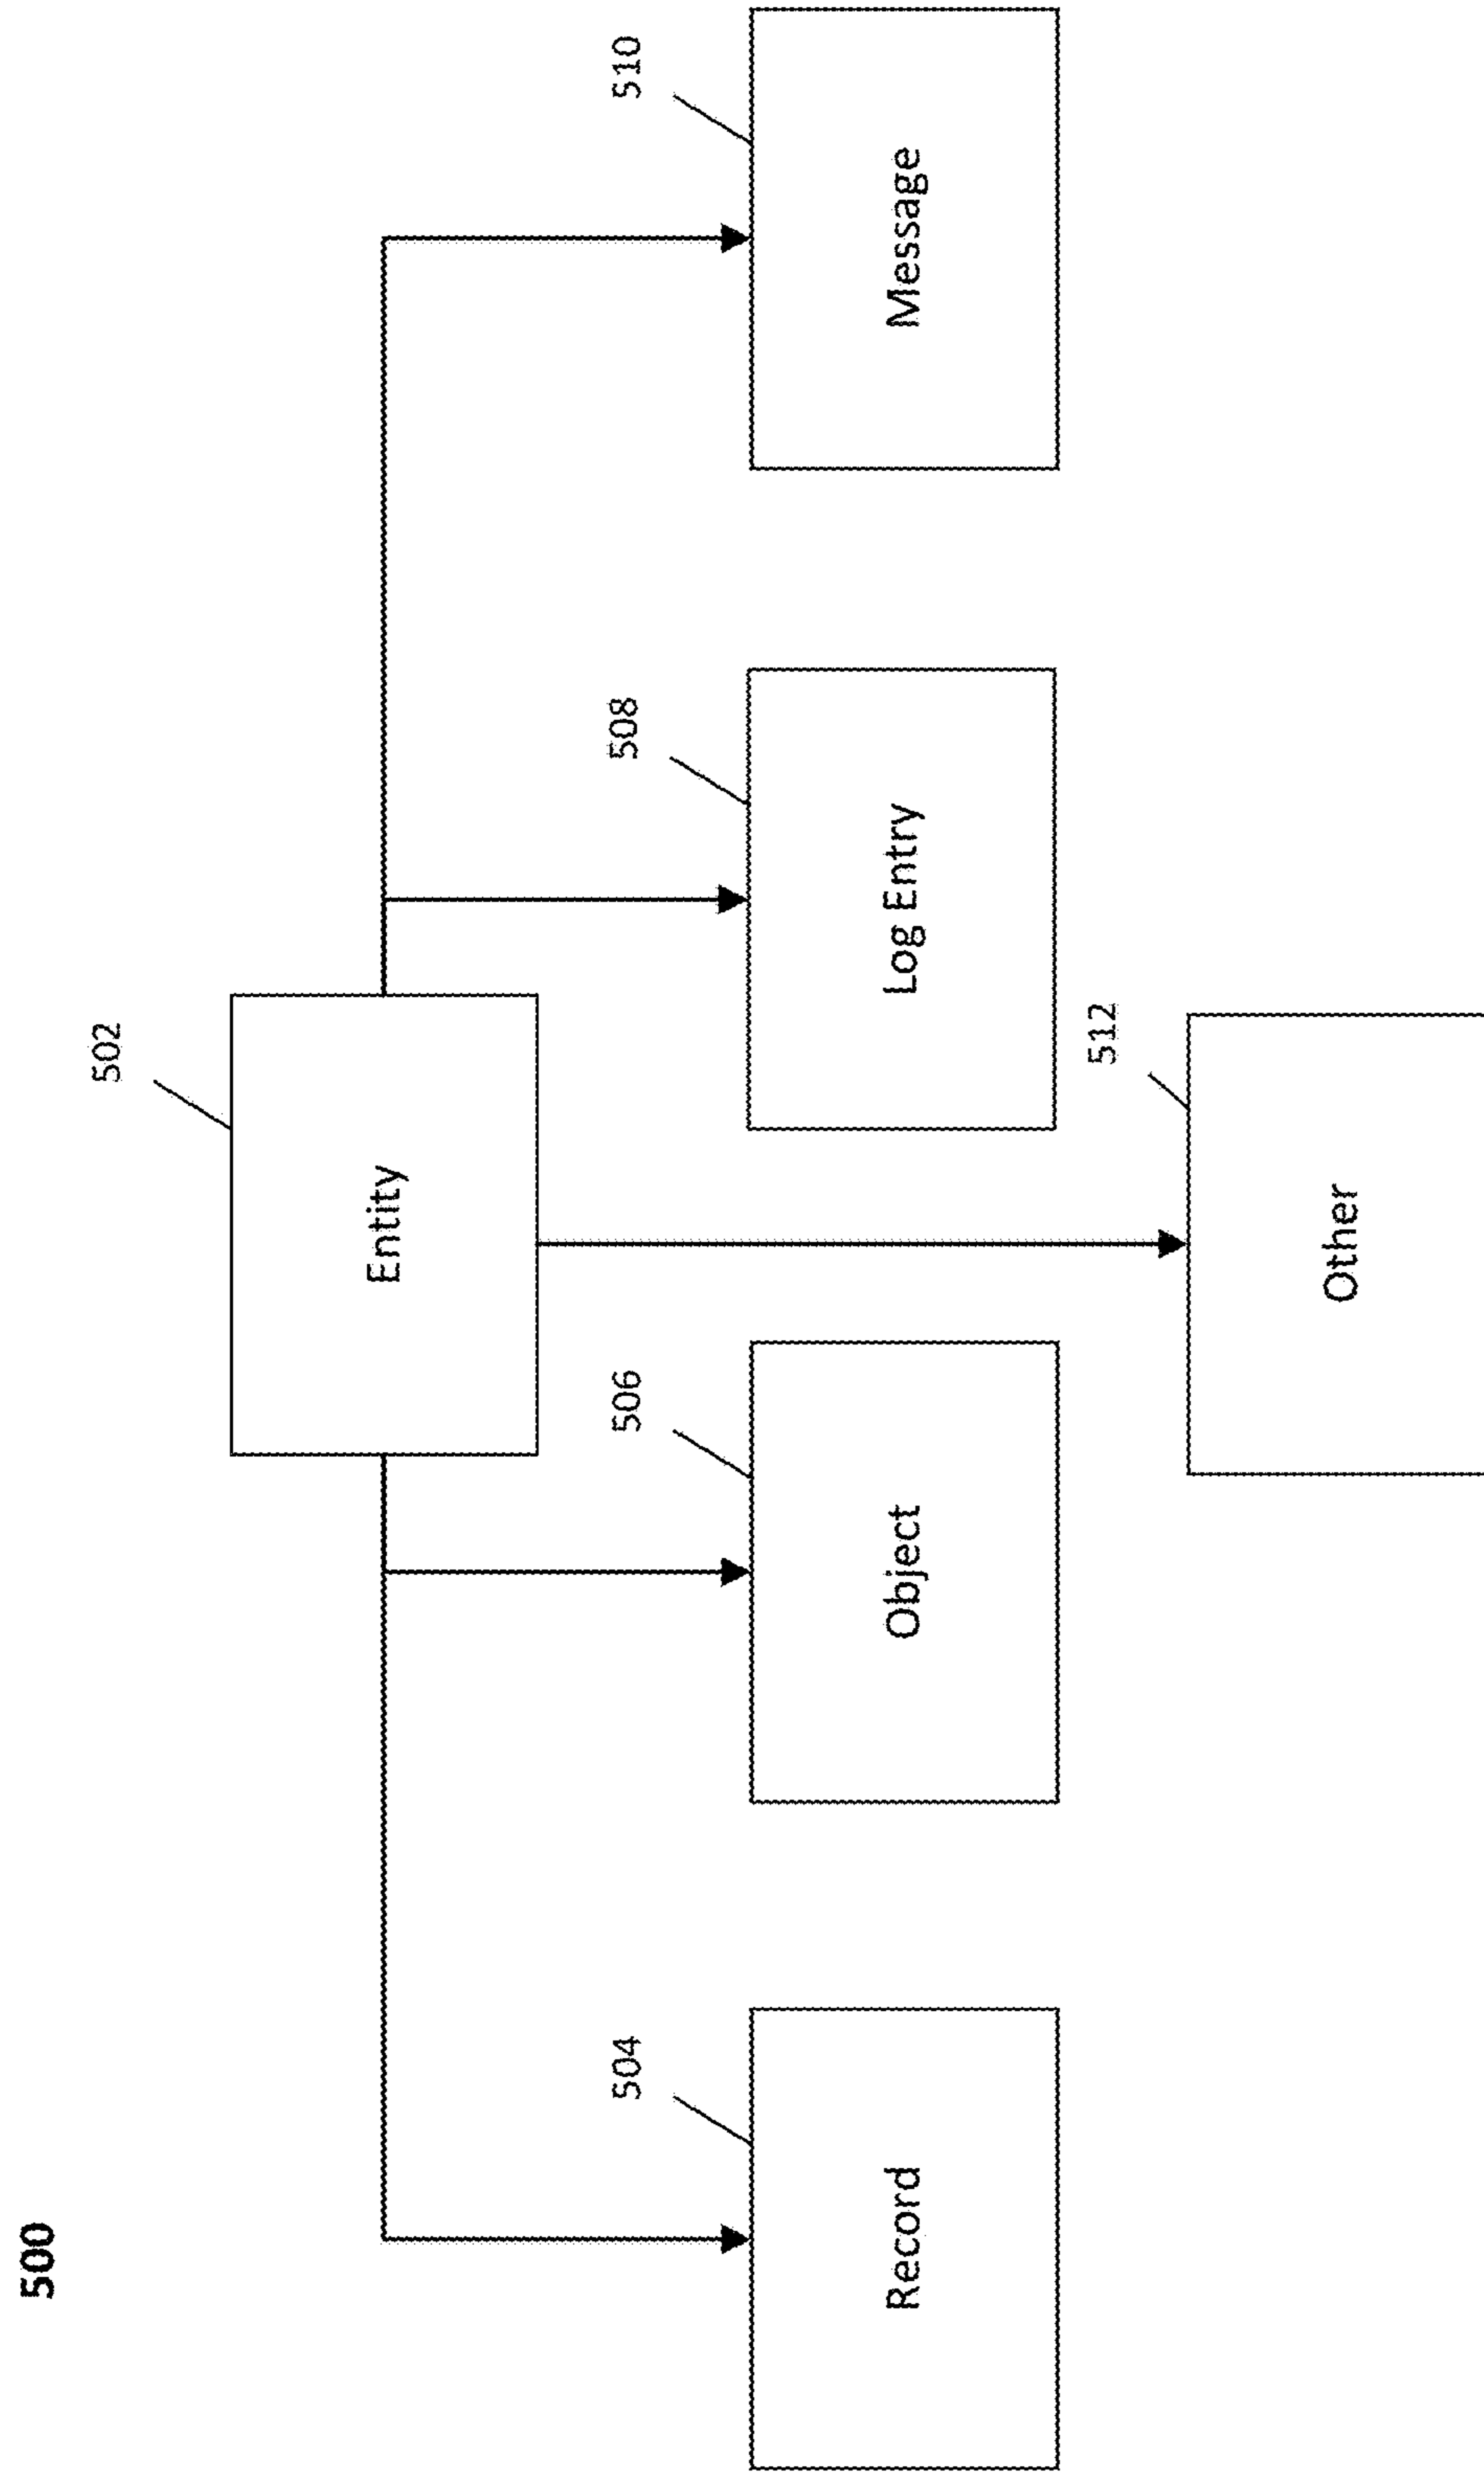 500
502
Entity
504
506
508
510
Record
Object
Log Entry
Message
512
Other